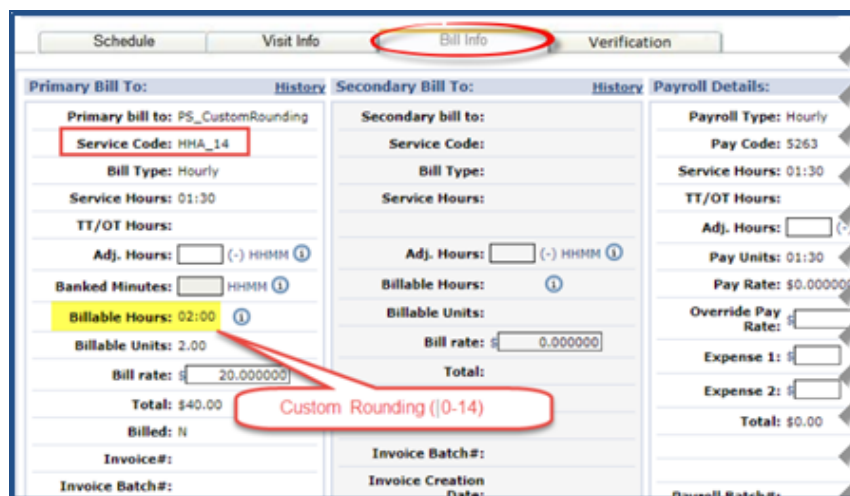 Schedule Visit Info Bill Info Verification
Primary Bill To: History Secondary Bill To: History Payroll Details:
Primary bill to: PS_CustomRounding Secondary bill to: Payroll Type: Hourly
Service Code: HHA_14 Service Code: Pay Code: 5263
Bill Type: Hourly Bill Type: Service Hours: 01:30
Service Hours: 01:30 Service Hours: TT/OT Hours:
TT/OT Hours: Adj. Hours: (-)
Adj. Hours: (-) HHMM Adj. Hours: (-) HHMM Pay Units: 01:30
Banked Minutes: HHMM Billable Hours: Pay Rate: $0.000000
Billable Hours: 02:00 Billable Units: Override Pay Rate: $
Billable Units: 2.00 Bill rate: $ 0.000000 Expense 1: $
Bill rate: $ 20.000000 Total: Expense 2: $
Total: $40.00 Custom Rounding (|0-14) Total: $0.00
Billed: N
Invoice#: Invoice Batch#:
Invoice Batch#: Invoice Creation
Date: Payroll Batch#: